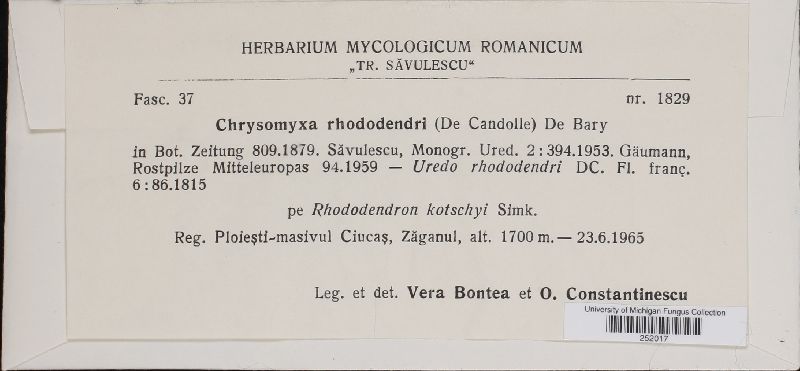 HERBARIUM MYCOLOGICUM ROMANICUM
„TR. SĂVULESCU“
Fasc. 37 nr. 1829
Chrysomyxa rhododendri (De Candolle) De Bary
in Bot. Zeitung 809.1879. Săvulescu, Monogr. Ured. 2:394.1953. Gäumann,
Rostpilze Mitteleuropas 94.1959 — Uredo rhododendri DC. Fl. franç.
6:86.1815
pe Rhododendron kotschyi Simk.
Reg. Ploiești-masivul Ciucaș, Zăganul, alt. 1700 m. — 23.6.1965
Leg. et det. Vera Bontea et O. Constantinescu
University of Michigan Fungus Collection
252017